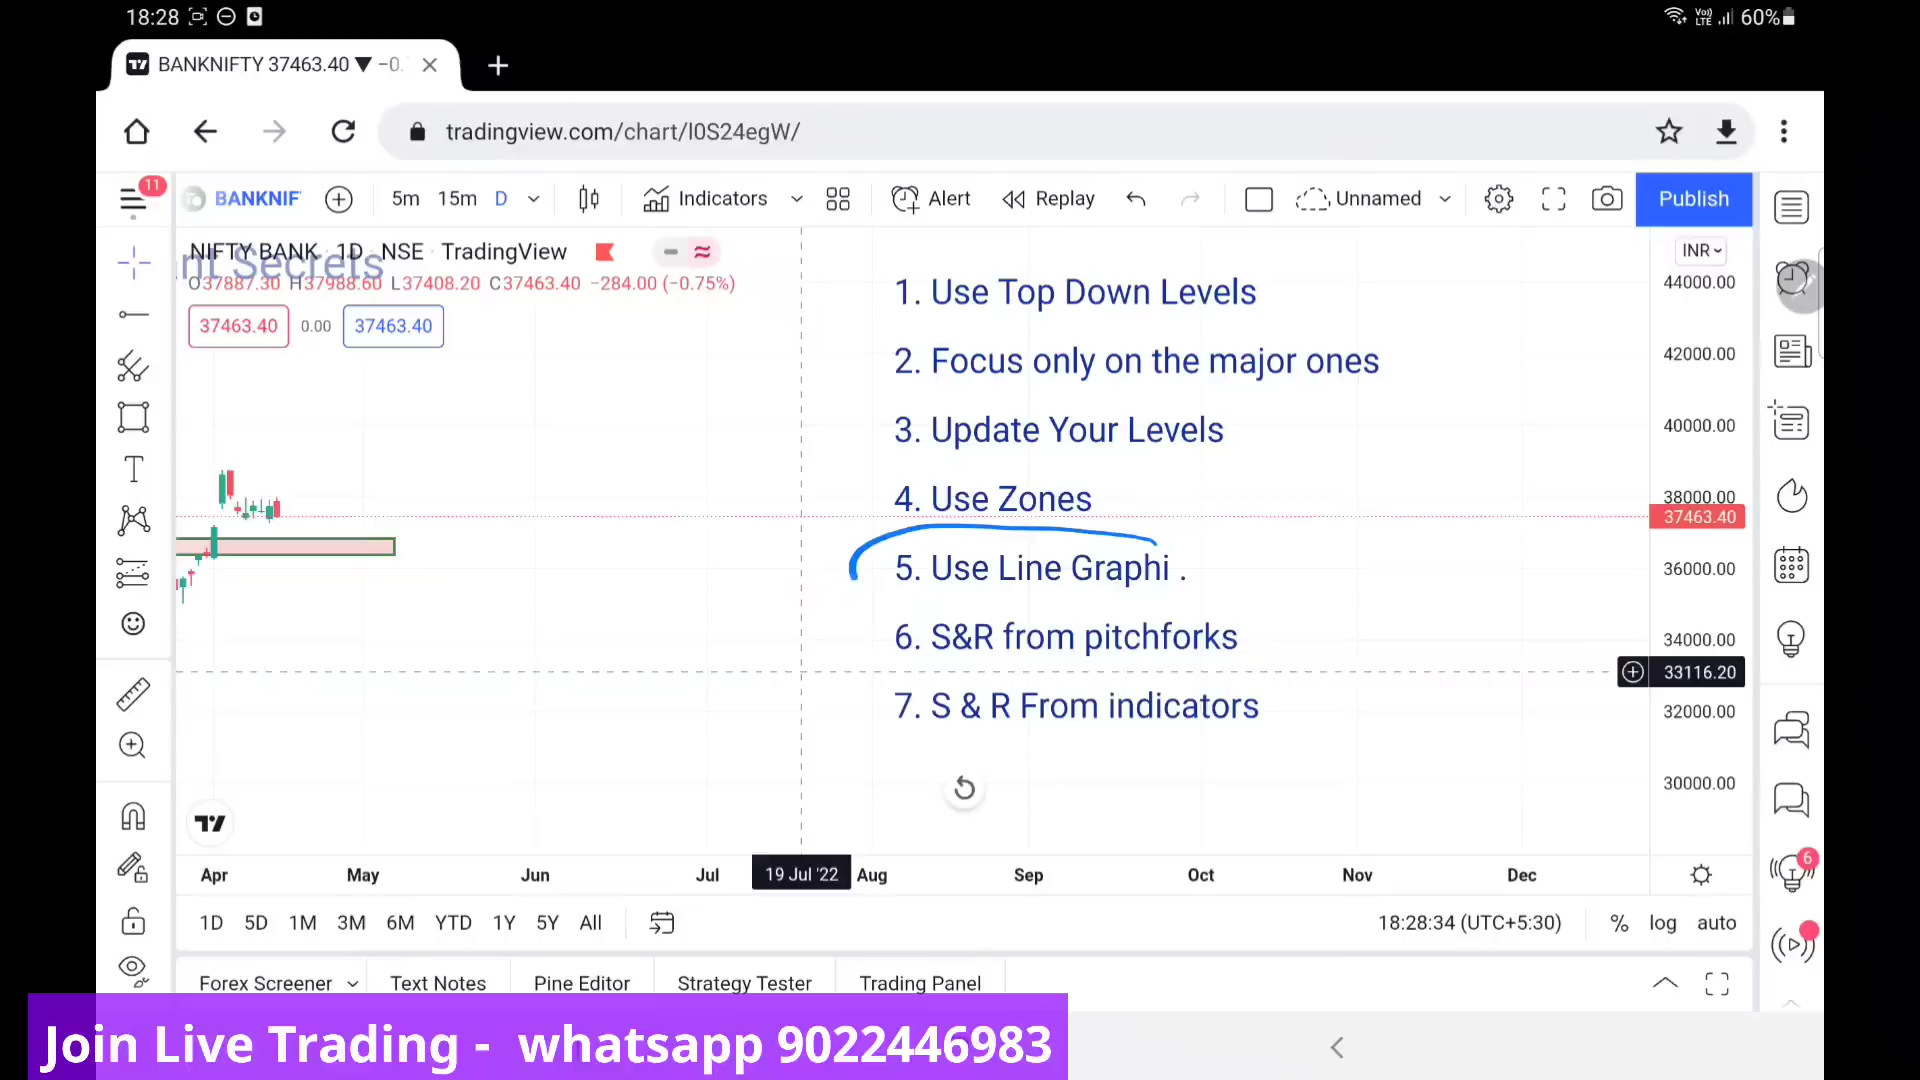 18:28
Vo) LTE 60%
BANKNIFTY 37463.40 ▼ −0.
tradingview.com/chart/l0S24egW/
11
BANKNIF
5m 15m D Indicators Alert Replay Unnamed Publish
NIFTY BANK · 1D · NSE TradingView
nt Secrets
O37887.30 H37988.60 L37408.20 C37463.40 −284.00 (−0.75%)
37463.40 0.00 37463.40
INR
1. Use Top Down Levels
2. Focus only on the major ones
3. Update Your Levels
4. Use Zones
5. Use Line Graphi .
6. S&R from pitchforks
7. S & R From indicators
44000.00
42000.00
40000.00
38000.00
37463.40
36000.00
34000.00
33116.20
32000.00
30000.00
Apr May Jun Jul 19 Jul '22 Aug Sep Oct Nov Dec
6
1D 5D 1M 3M 6M YTD 1Y 5Y All 18:28:34 (UTC+5:30) % log auto
Forex Screener Text Notes Pine Editor Strategy Tester Trading Panel
Join Live Trading - whatsapp 9022446983